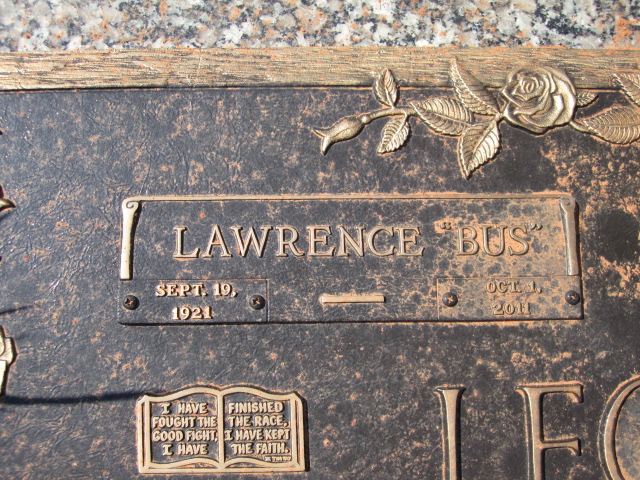 LAWRENCE "BUS"
SEPT. 19,
1921
OCT. 1,
2011
I HAVE
FOUGHT THE
GOOD FIGHT,
I HAVE
FINISHED
THE RACE,
I HAVE KEPT
THE FAITH.